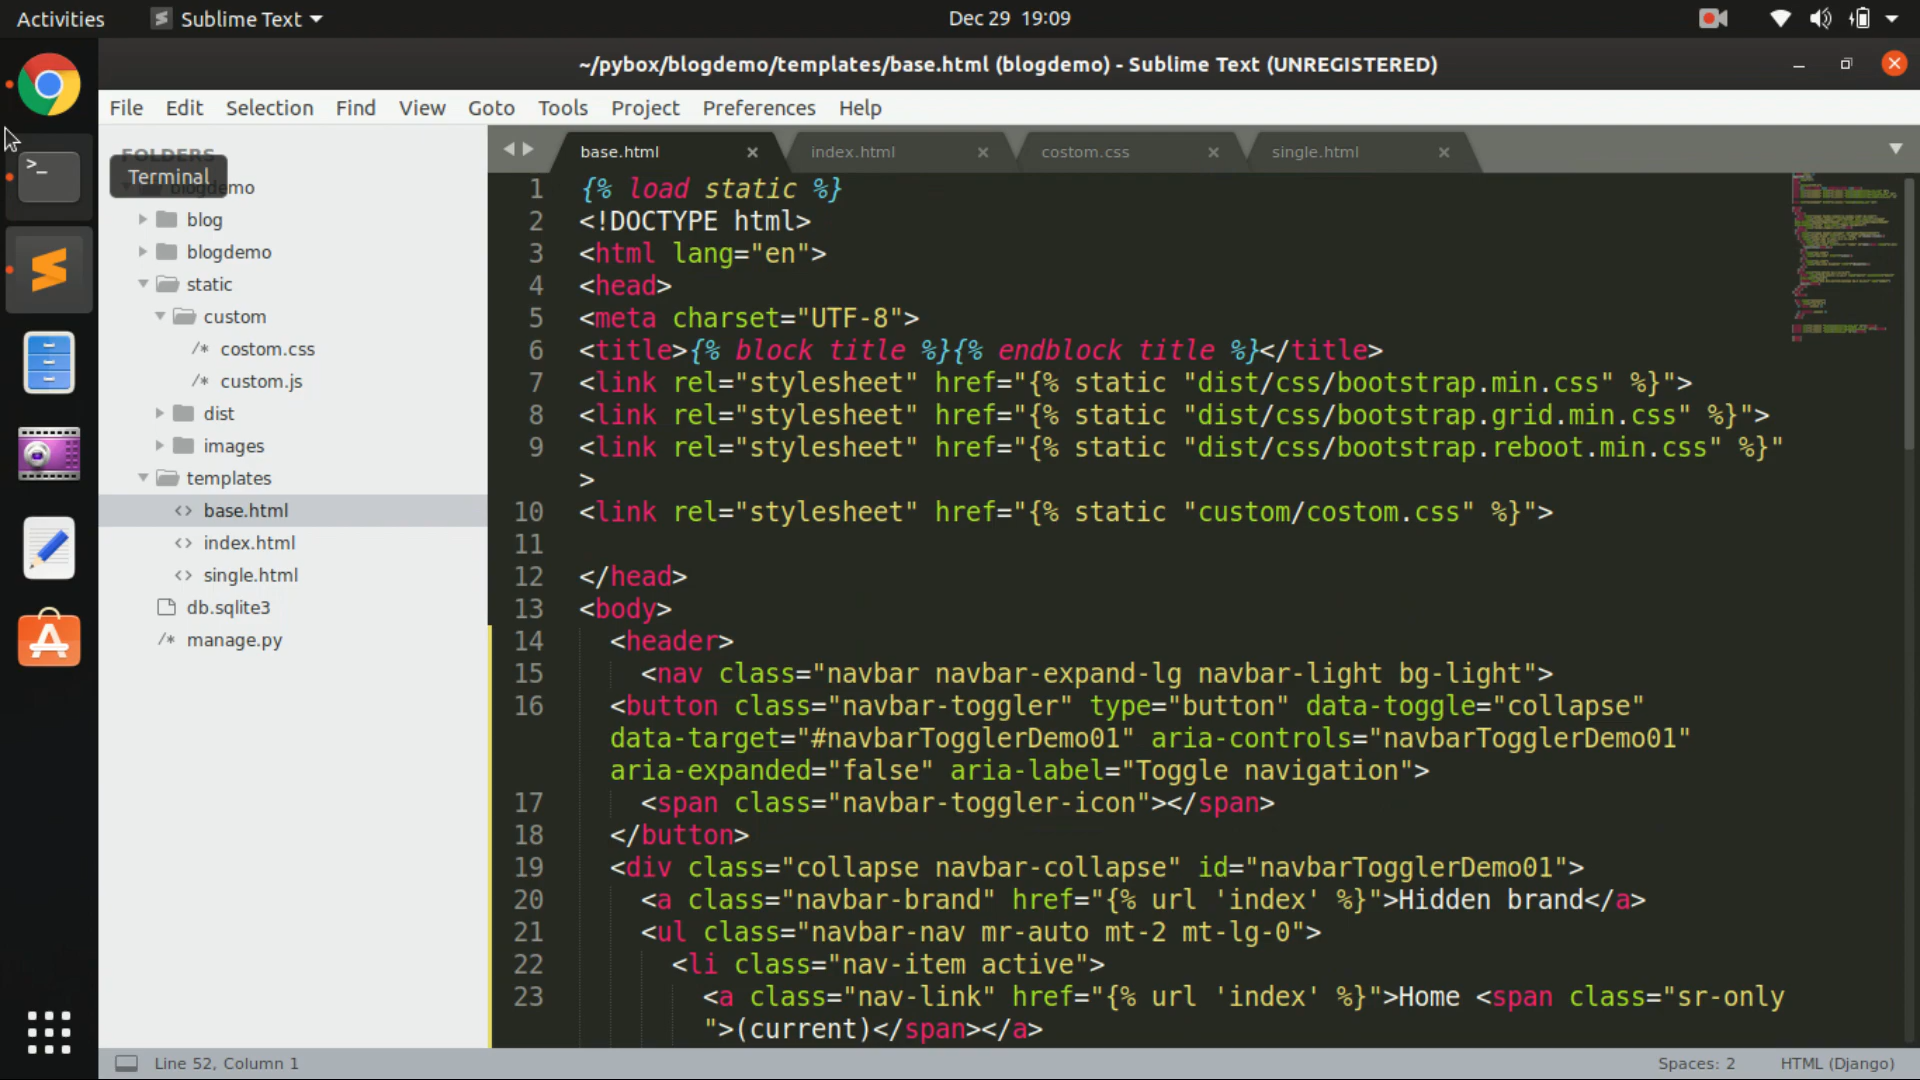 Activities
Sublime Text
Dec 29 19:09
~/pybox/blogdemo/templates/base.html (blogdemo) - Sublime Text (UNREGISTERED)
File Edit Selection Find View Goto Tools Project Preferences Help
FOLDERS
Terminal
blogdemo
blog
blogdemo
static
custom
/* costom.css
/* custom.js
dist
images
templates
<> base.html
<> index.html
<> single.html
db.sqlite3
/* manage.py
base.html index.html costom.css single.html
1 {% load static %}
2 <!DOCTYPE html>
3 <html lang="en">
4 <head>
5 <meta charset="UTF-8">
6 <title>{% block title %}{% endblock title %}</title>
7 <link rel="stylesheet" href="{% static "dist/css/bootstrap.min.css" %}">
8 <link rel="stylesheet" href="{% static "dist/css/bootstrap.grid.min.css" %}">
9 <link rel="stylesheet" href="{% static "dist/css/bootstrap.reboot.min.css" %}"
>
10 <link rel="stylesheet" href="{% static "custom/costom.css" %}">
11
12 </head>
13 <body>
14 <header>
15 <nav class="navbar navbar-expand-lg navbar-light bg-light">
16 <button class="navbar-toggler" type="button" data-toggle="collapse"
data-target="#navbarTogglerDemo01" aria-controls="navbarTogglerDemo01"
aria-expanded="false" aria-label="Toggle navigation">
17 <span class="navbar-toggler-icon"></span>
18 </button>
19 <div class="collapse navbar-collapse" id="navbarTogglerDemo01">
20 <a class="navbar-brand" href="{% url 'index' %}">Hidden brand</a>
21 <ul class="navbar-nav mr-auto mt-2 mt-lg-0">
22 <li class="nav-item active">
23 <a class="nav-link" href="{% url 'index' %}">Home <span class="sr-only
">(current)</span></a>
Line 52, Column 1
Spaces: 2
HTML (Django)